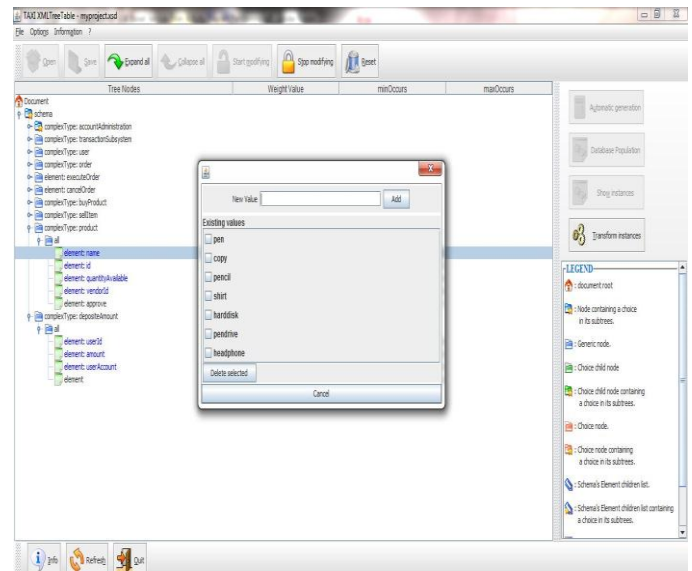 TAXI XMLTreeTable - myproject.xsd
File Options Information ?
Open Save Expand all Collapse all Start modifying Stop modifying Reset
Tree Nodes Weight Value minOccurs maxOccurs
Document
schema
complexType: accountAdministration
complexType: transactionSubsystem
complexType: user
complexType: order
element: executeOrder
element: cancelOrder
complexType: buyProduct
complexType: sellItem
complexType: product
all
element: name
element: id
element: quantityAvailable
element: vendorId
element: approve
complexType: depositeAmount
all
element: userId
element: amount
element: userAccount
element
New Value Add
Existing values
pen
copy
pencil
shirt
harddisk
pendrive
headphone
Delete selected
Cancel
Automatic generation
Database Population
Show instances
Transform instances
LEGEND
: document root
: Node containing a choice
in its subtrees.
: Generic node.
: Choice child node
: Choice child node containing
a choice in its subtrees.
: Choice node.
: Choice node containing
a choice in its subtrees.
: Schema's Element children list.
: Schema's Element children list containing
a choice in its subtrees.
Info Refresh Quit